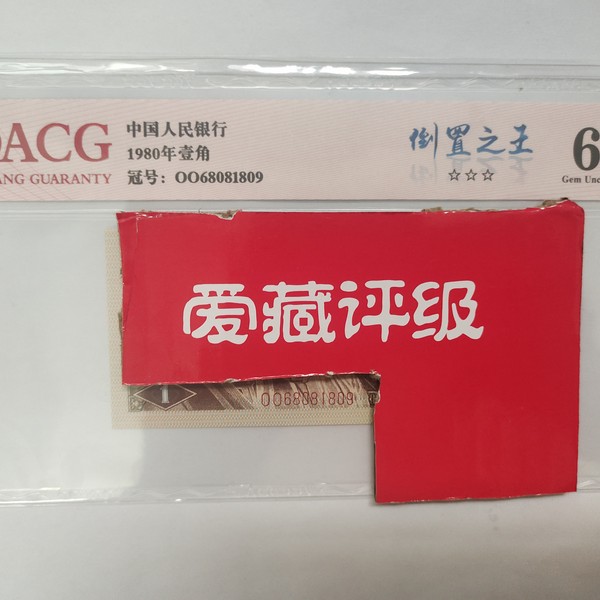 ACG
中国人民银行
1980年壹角
冠号：OO68081809
ANG GUARANTY
倒置之王
☆☆☆
6
Gem Unc
爱藏评级
1
OO68081809